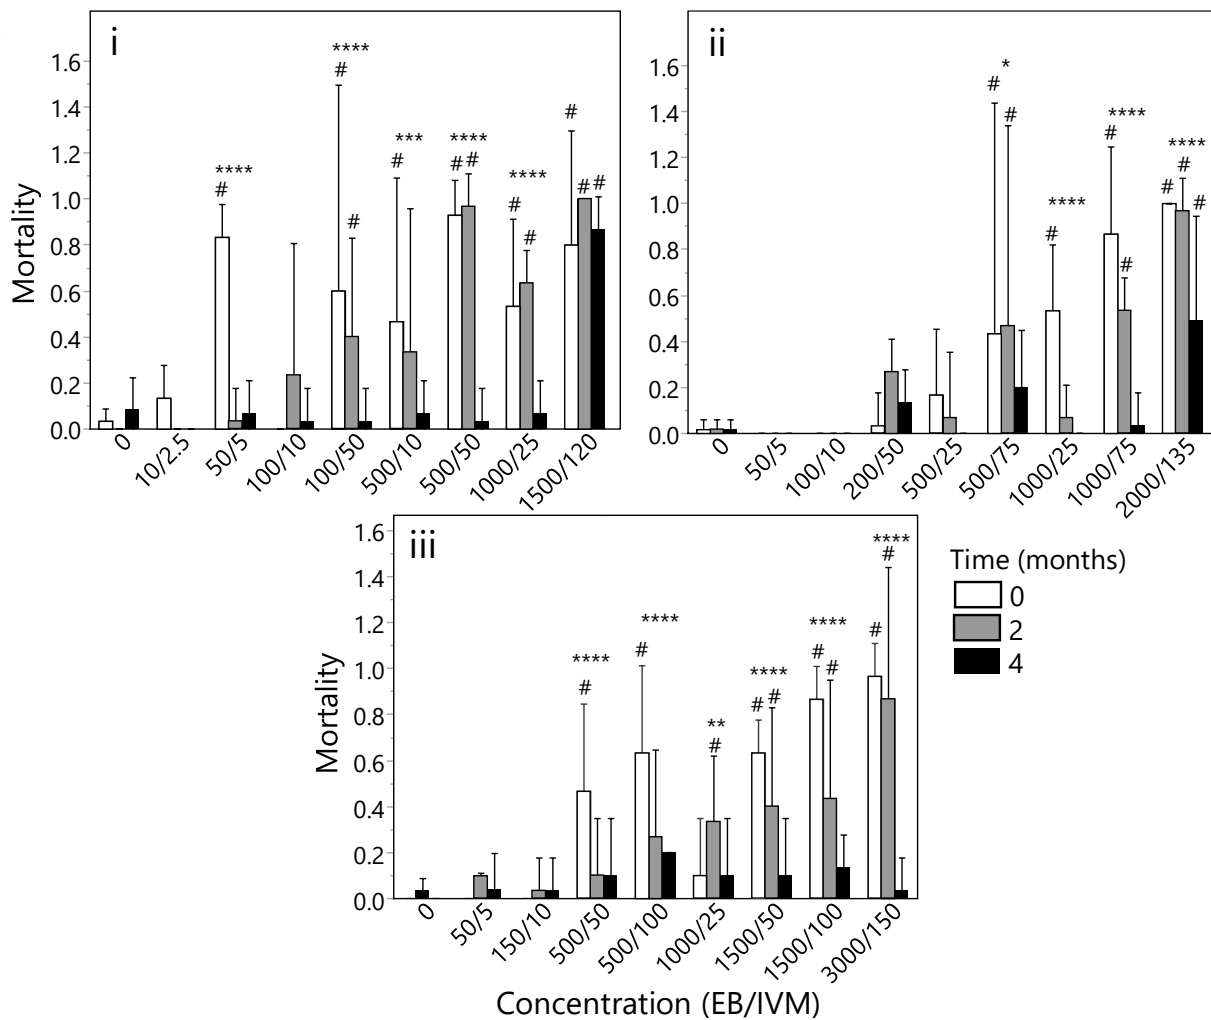 i
Mortality
1.6
1.4
1.2
1.0
0.8
0.6
0.4
0.2
0.0
# ****
# ****
#
# ***
# **** #
# **** #
# # #
0 10/2.5 50/5 100/10 100/50 500/10 500/50 1000/25 1500/120
ii
1.6
1.4
1.2
1.0
0.8
0.6
0.4
0.2
0.0
# * #
# ****
# **** #
# **** # #
0 50/5 100/10 200/50 500/25 500/75 1000/25 1000/75 2000/135
iii
Mortality
1.6
1.4
1.2
1.0
0.8
0.6
0.4
0.2
0.0
# ****
# ****
** #
# **** #
# **** #
# **** #
0 50/5 150/10 500/50 500/100 1000/25 1500/50 1500/100 3000/150
Concentration (EB/IVM)
Time (months)
0
2
4